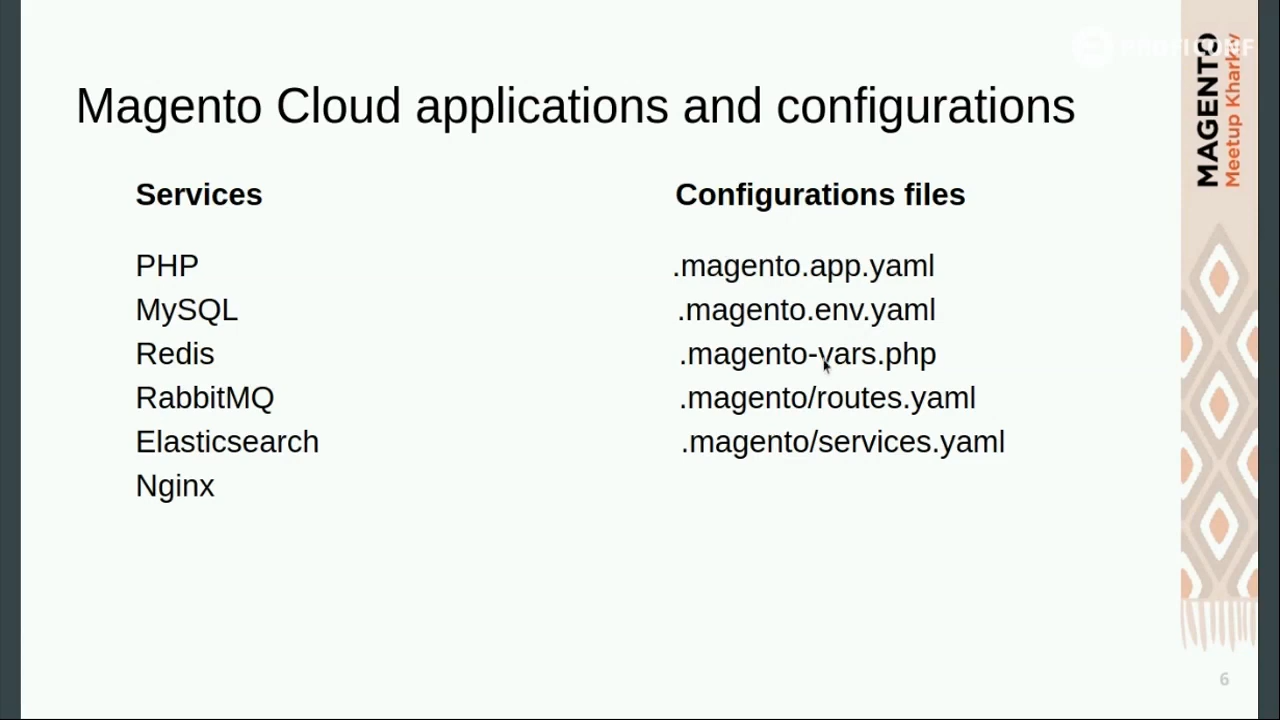 Magento Cloud applications and configurations
Services
PHP
MySQL
Redis
RabbitMQ
Elasticsearch
Nginx
Configurations files
.magento.app.yaml
.magento.env.yaml
.magento-vars.php
.magento/routes.yaml
.magento/services.yaml
MAGENTO
Meetup Kharkiv
PROFICONF
6